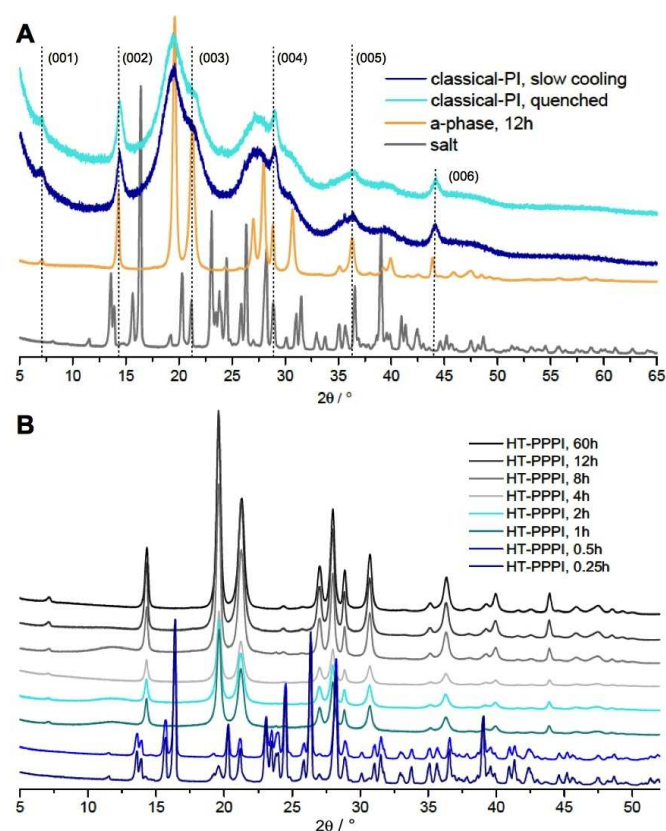 A
(001)
(002)
(003)
(004)
(005)
classical-PI, slow cooling
classical-PI, quenched
a-phase, 12h
salt
(006)
5 10 15 20 25 30 35 40 45 50 55 60 65
2θ / °
B
HT-PPPI, 60h
HT-PPPI, 12h
HT-PPPI, 8h
HT-PPPI, 4h
HT-PPPI, 2h
HT-PPPI, 1h
HT-PPPI, 0.5h
HT-PPPI, 0.25h
5 10 15 20 25 30 35 40 45 50
2θ / °